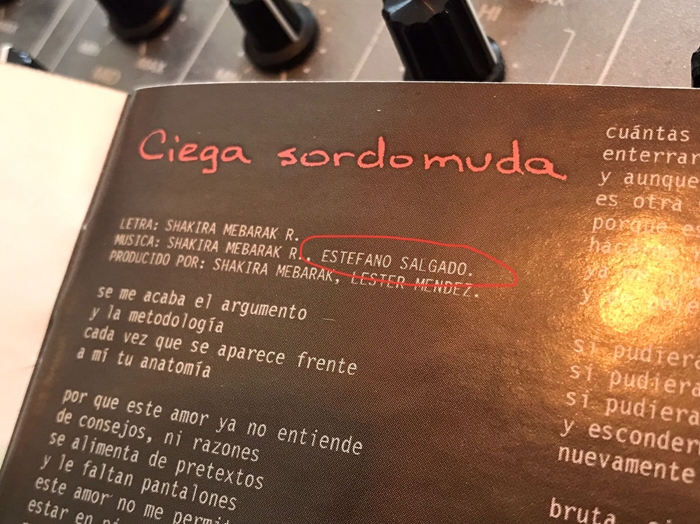 Ciega sordomuda
LETRA: SHAKIRA MEBARAK R.
MUSICA: SHAKIRA MEBARAK R., ESTEFANO SALGADO.
PRODUCIDO POR: SHAKIRA MEBARAK, LESTER MENDEZ.
se me acaba el argumento
y la metodología
cada vez que se aparece frente
a mí tu anatomía
por que este amor ya no entiende
de consejos, ni razones
se alimenta de pretextos
y le faltan pantalones
este amor no me
estar en
cuántas
y aunque
es otra
porque
si pudiera
si pudiera
si pudiera
y
nuevamente
bruta
HI